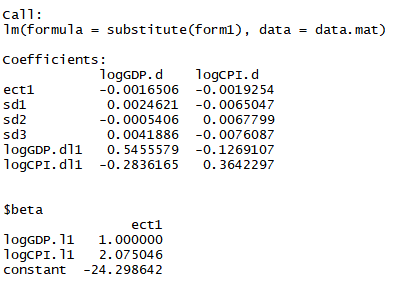 Call:
lm(formula = substitute(form1), data = data.mat)
Coefficients:
logGDP.d logCPI.d
ect1 -0.0016506 -0.0019254
sd1 0.0024621 -0.0065047
sd2 -0.0005406 0.0067799
sd3 0.0041886 -0.0076087
logGDP.dl1 0.5455579 -0.1269107
logCPI.dl1 -0.2836165 0.3642297
$beta
ect1
logGDP.l1 1.000000
logCPI.l1 2.075046
constant -24.298642